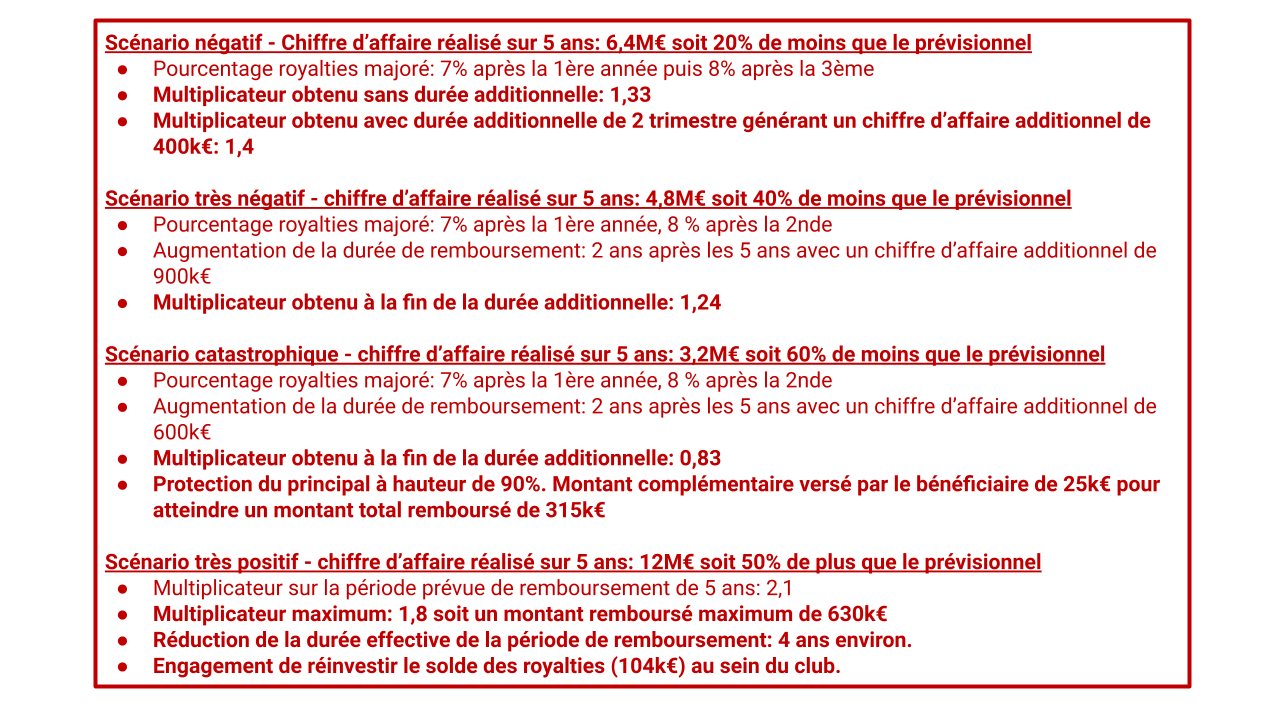 Scénario négatif - Chiffre d’affaire réalisé sur 5 ans: 6,4M€ soit 20% de moins que le prévisionnel
● Pourcentage royalties majoré: 7% après la 1ère année puis 8% après la 3ème
● Multiplicateur obtenu sans durée additionnelle: 1,33
● Multiplicateur obtenu avec durée additionnelle de 2 trimestre générant un chiffre d’affaire additionnel de
400k€: 1,4
Scénario très négatif - chiffre d’affaire réalisé sur 5 ans: 4,8M€ soit 40% de moins que le prévisionnel
● Pourcentage royalties majoré: 7% après la 1ère année, 8 % après la 2nde
● Augmentation de la durée de remboursement: 2 ans après les 5 ans avec un chiffre d’affaire additionnel de
900k€
● Multiplicateur obtenu à la fin de la durée additionnelle: 1,24
Scénario catastrophique - chiffre d’affaire réalisé sur 5 ans: 3,2M€ soit 60% de moins que le prévisionnel
● Pourcentage royalties majoré: 7% après la 1ère année, 8 % après la 2nde
● Augmentation de la durée de remboursement: 2 ans après les 5 ans avec un chiffre d’affaire additionnel de
600k€
● Multiplicateur obtenu à la fin de la durée additionnelle: 0,83
● Protection du principal à hauteur de 90%. Montant complémentaire versé par le bénéficiaire de 25k€ pour
atteindre un montant total remboursé de 315k€
Scénario très positif - chiffre d’affaire réalisé sur 5 ans: 12M€ soit 50% de plus que le prévisionnel
● Multiplicateur sur la période prévue de remboursement de 5 ans: 2,1
● Multiplicateur maximum: 1,8 soit un montant remboursé maximum de 630k€
● Réduction de la durée effective de la période de remboursement: 4 ans environ.
● Engagement de réinvestir le solde des royalties (104k€) au sein du club.